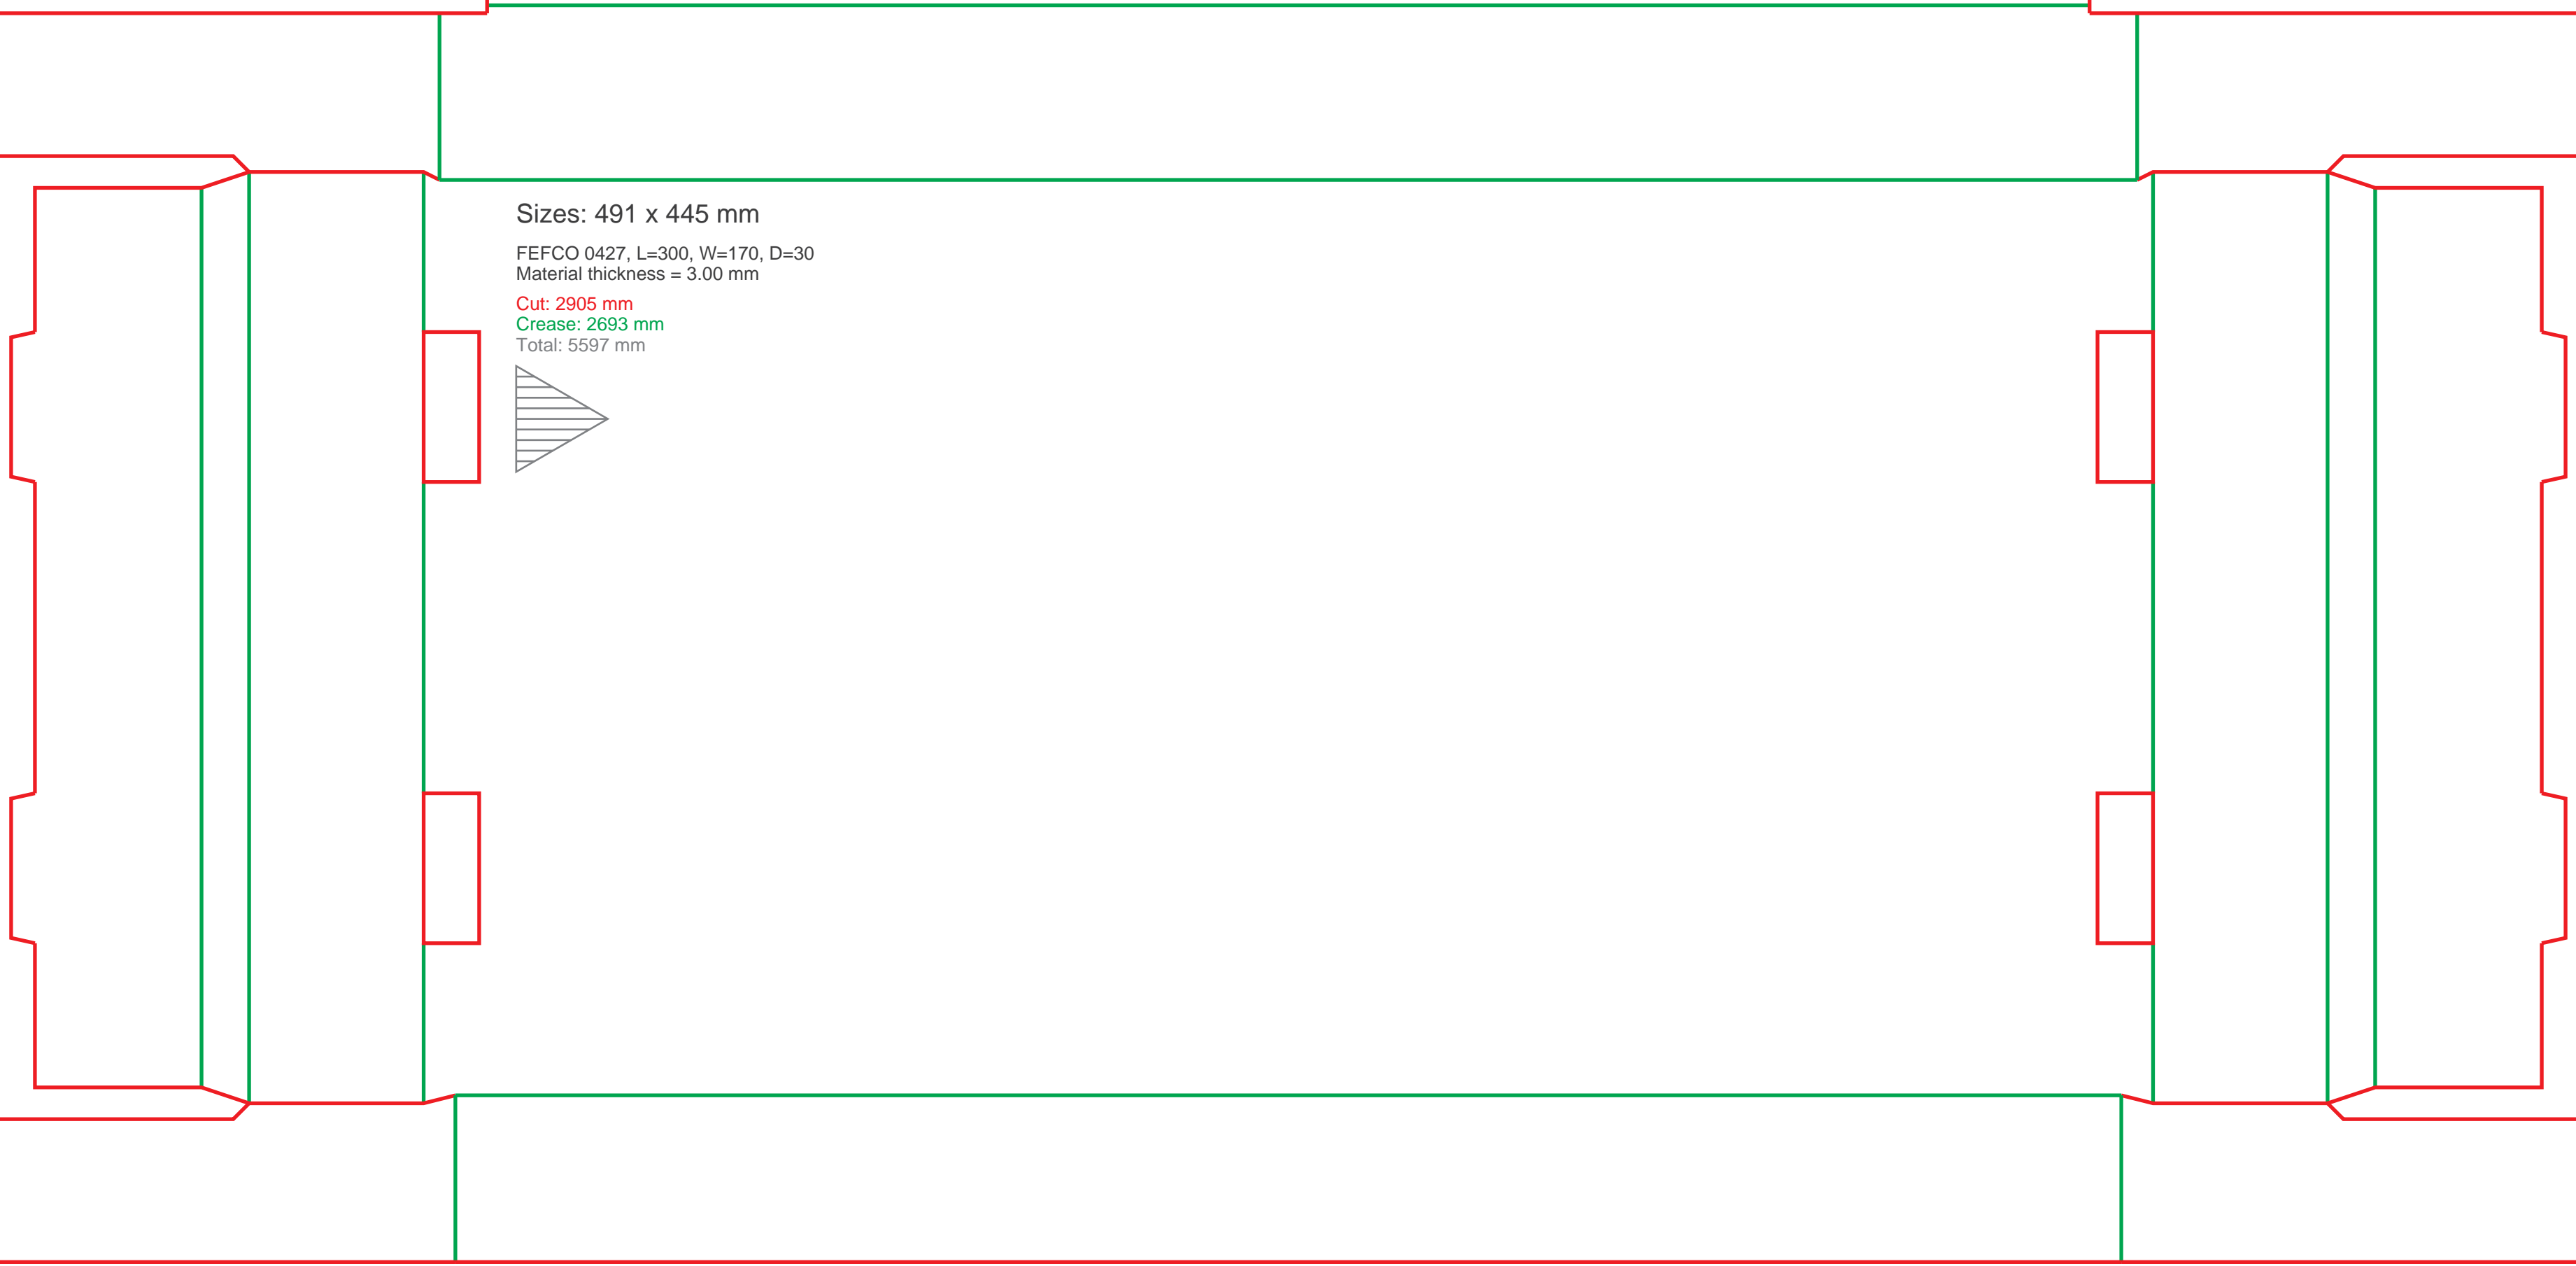 Sizes: 491 x 445 mm
FEFCO 0427, L=300, W=170, D=30
Material thickness = 3.00 mm
Cut: 2905 mm
Crease: 2693 mm
Total: 5597 mm